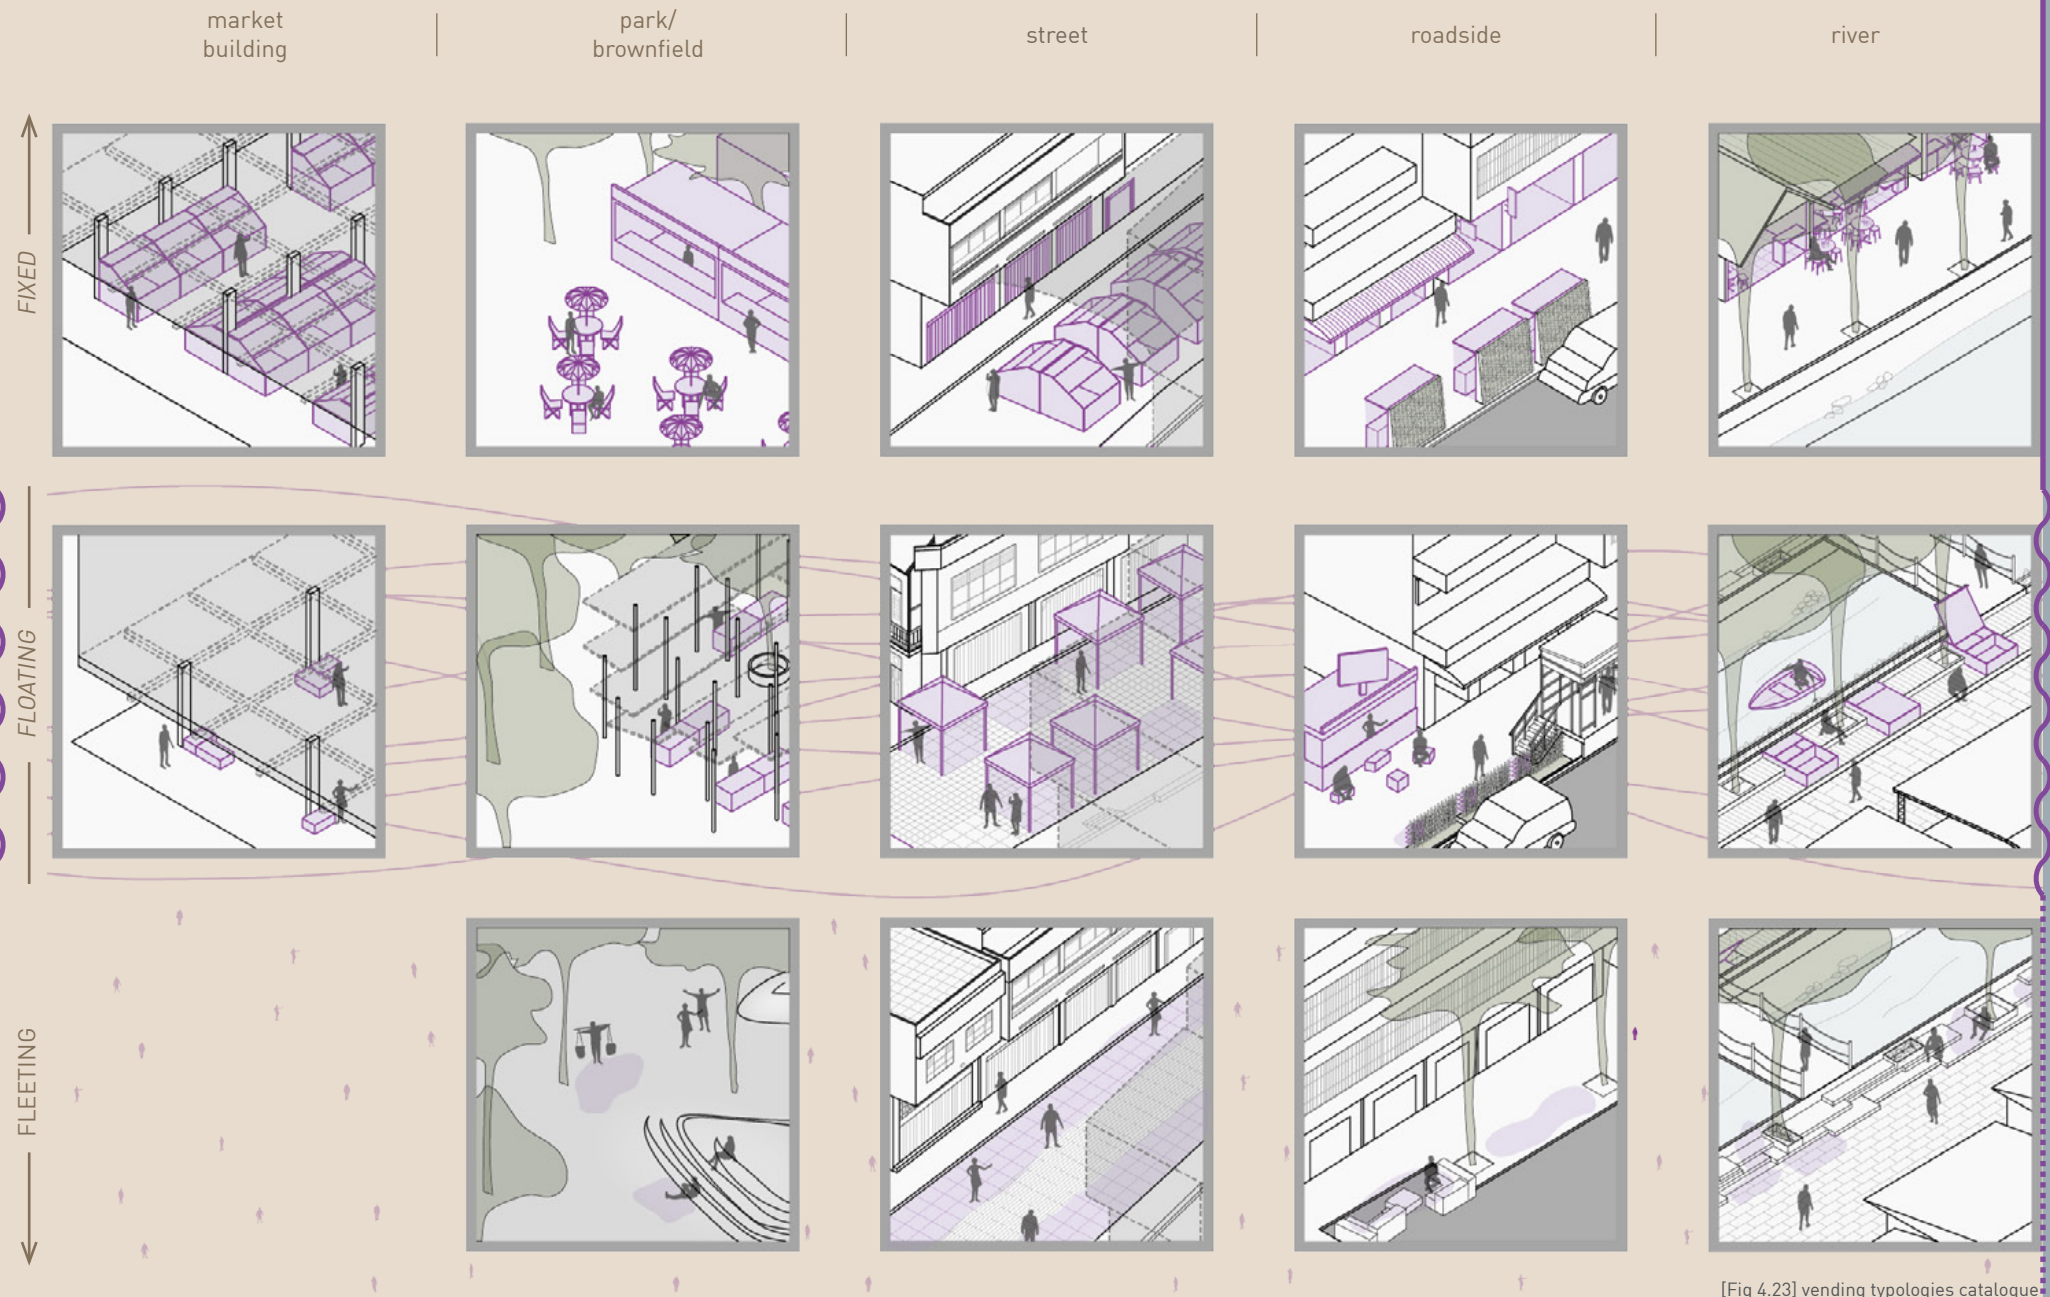 market
building
park/
brownfield
street
roadside
river
FIXED
FLOATING
FLEETING
[Fig 4.23] vending typologies catalogue